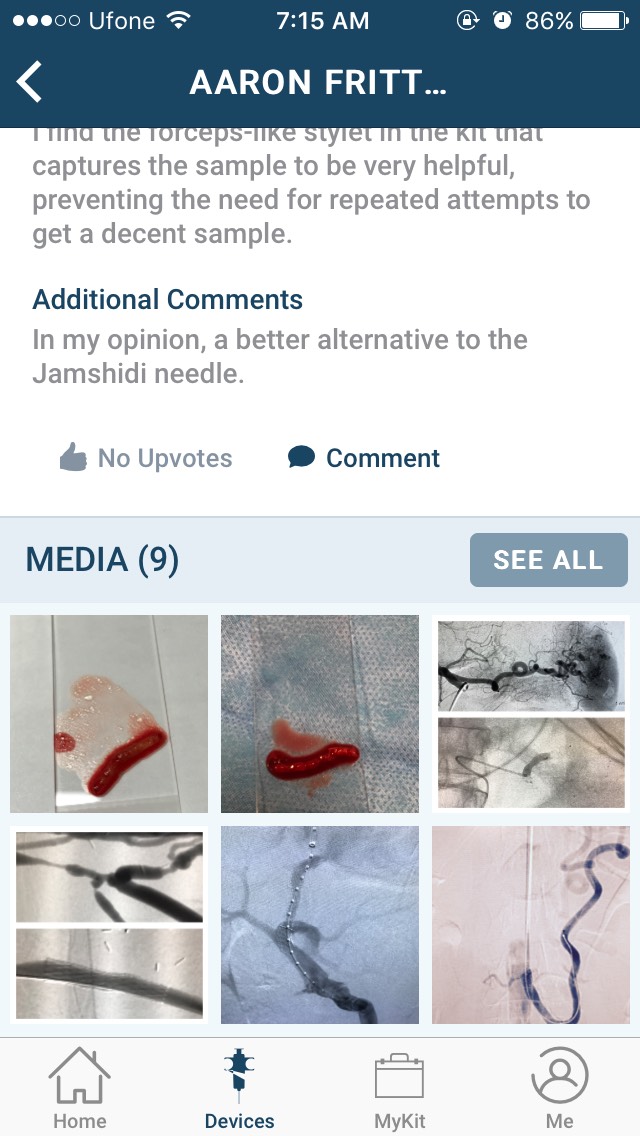 Ufone 7:15 AM 86%
AARON FRITT...
I find the forceps-like stylet in the kit that
captures the sample to be very helpful,
preventing the need for repeated attempts to
get a decent sample.
Additional Comments
In my opinion, a better alternative to the
Jamshidi needle.
No Upvotes Comment
MEDIA (9) SEE ALL
Home Devices MyKit Me